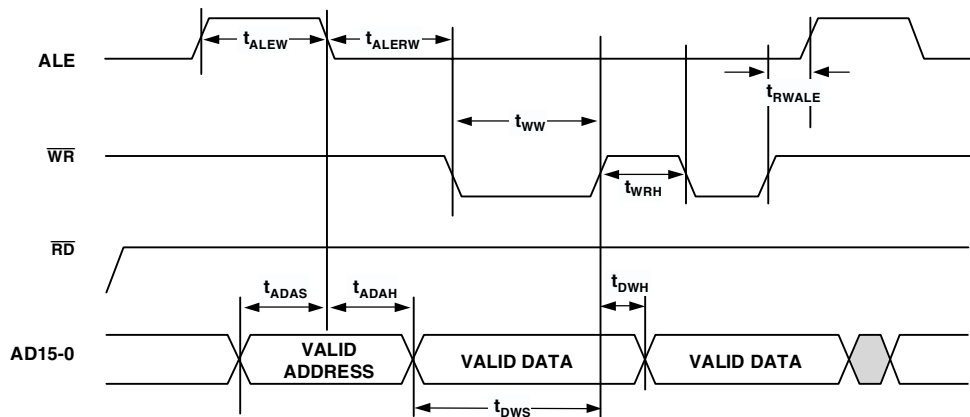 ALE
tALEW
tALERW
tRWALE
tWW
WR
tWRH
RD
tADAS
tADAH
tDWH
AD15-0
VALID
ADDRESS
VALID DATA
VALID DATA
tDWS